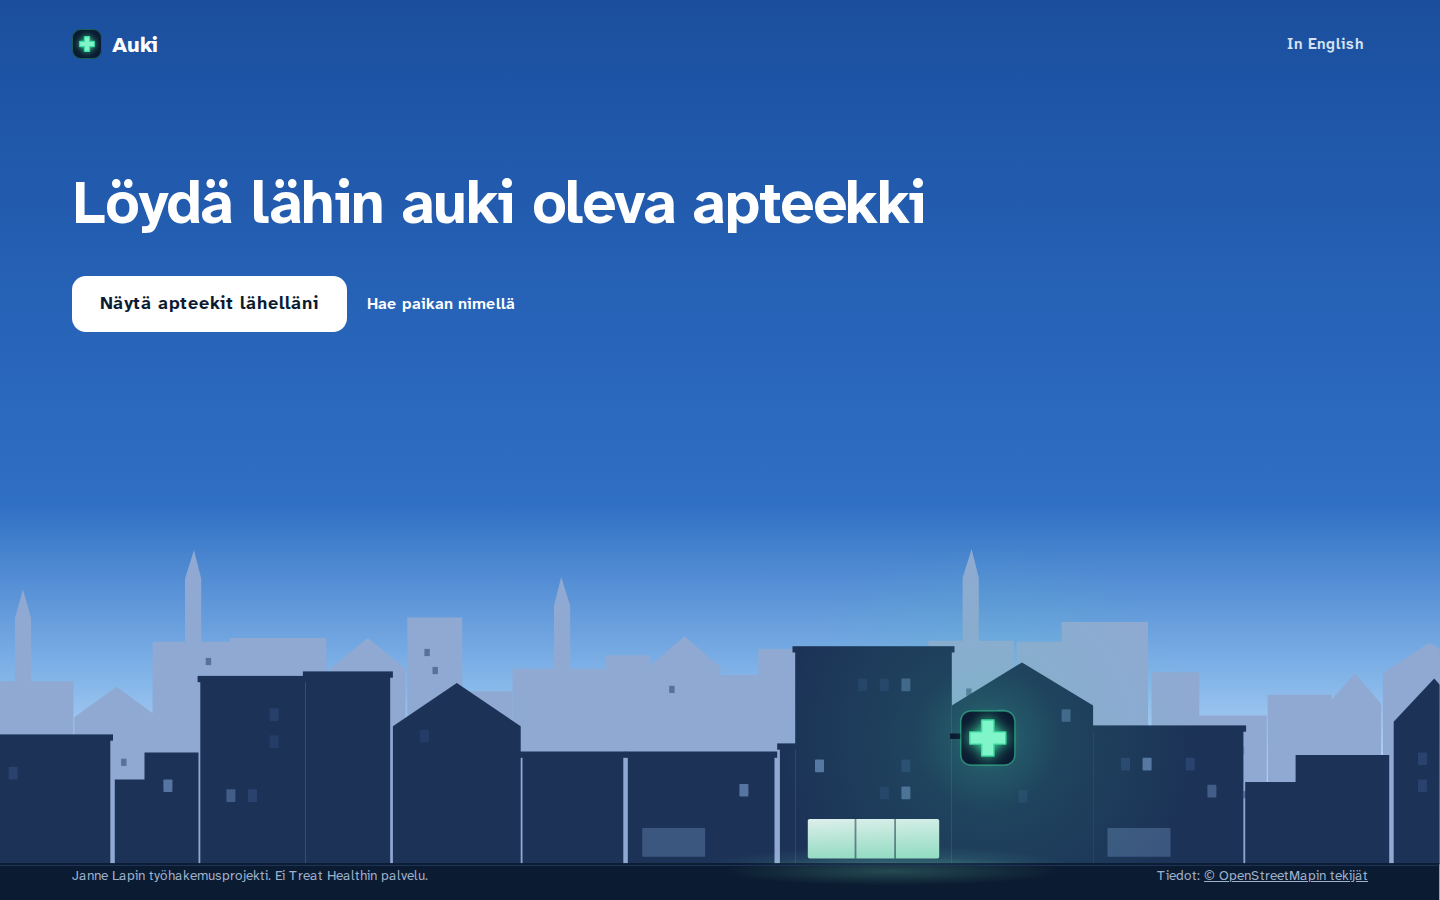 Auki
In English
Löydä lähin auki oleva apteekki
Näytä apteekit lähelläni
Hae paikan nimellä
Janne Lapin työhakemusprojekti. Ei Treat Healthin palvelu.
Tiedot: © OpenStreetMapin tekijät